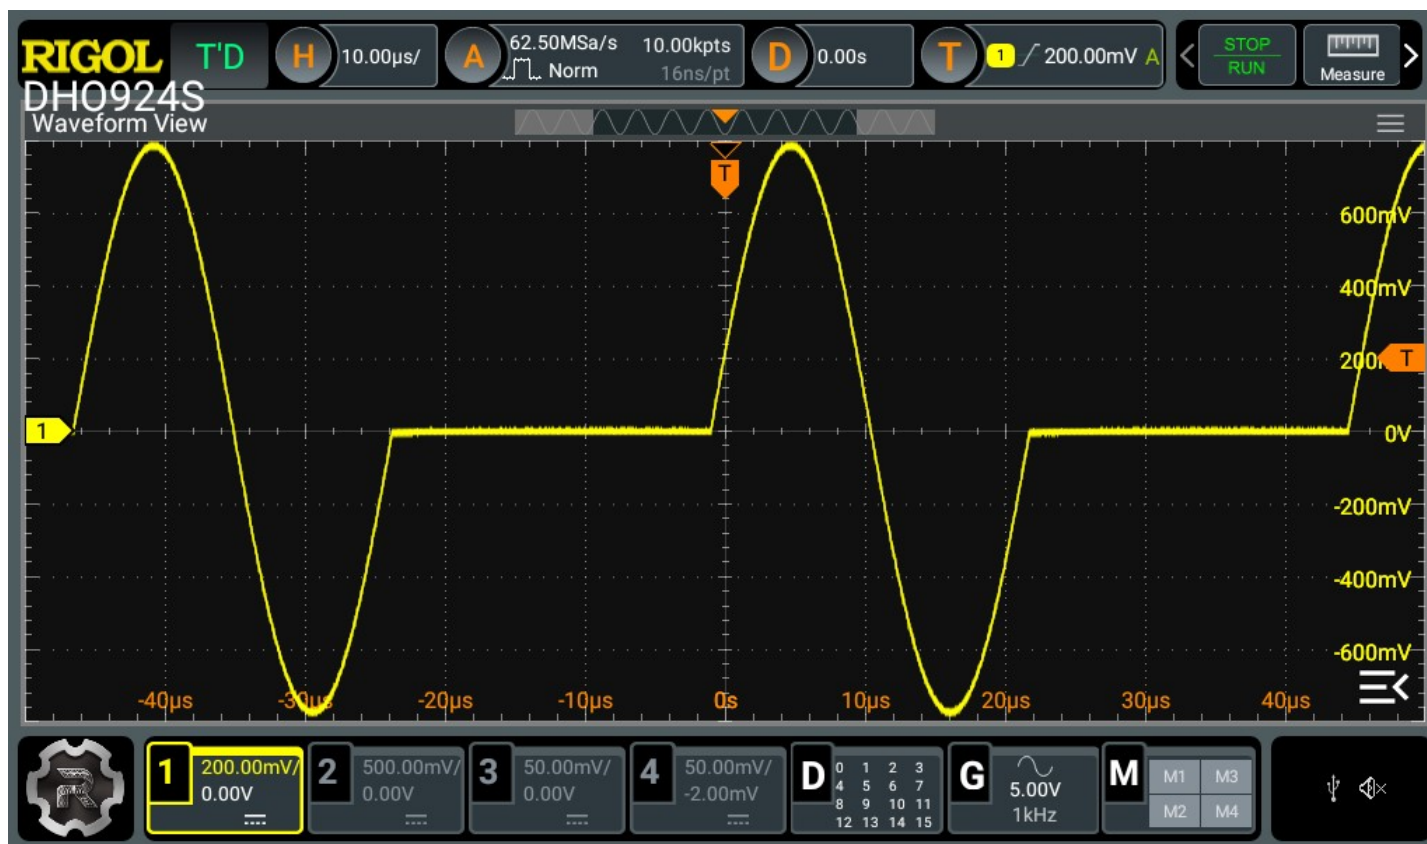 RIGOL T'D H 10.00µs/ A 62.50MSa/s 10.00kpts D 0.00s T 1 200.00mV A STOP
Norm 16ns/pt RUN Measure
DHO924S
Waveform View
T
600mV
400mV
T
1 0V
-200mV
-400mV
-600mV
-40µs -30µs -20µs -10µs 0s 10µs 20µs 30µs 40µs
R 1 200.00mV/ 2 500.00mV/ 3 50.00mV/ 4 50.00mV/ D 0 1 2 3 G 5.00V M M1 M3
0.00V 0.00V 0.00V -2.00mV 4 5 6 7 1kHz M2 M4
8 9 10 11
12 13 14 15